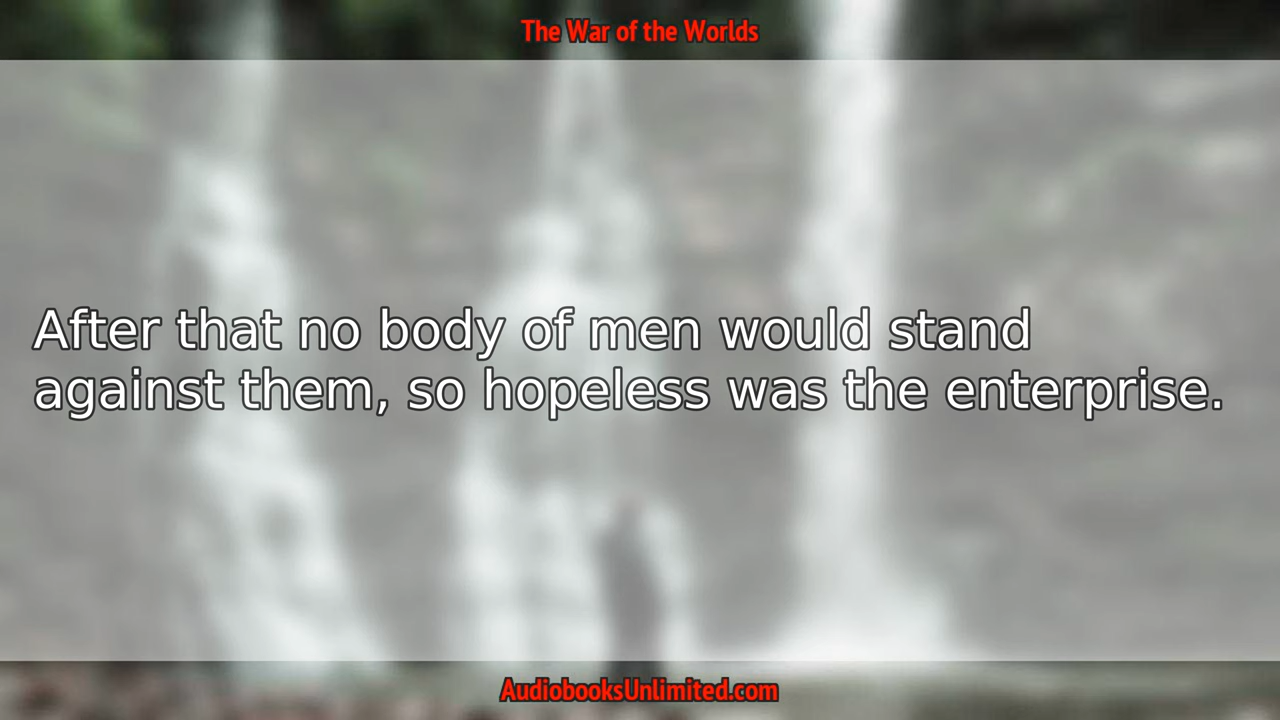 The War of the Worlds
After that no body of men would stand
against them, so hopeless was the enterprise.
AudiobooksUnlimited.com